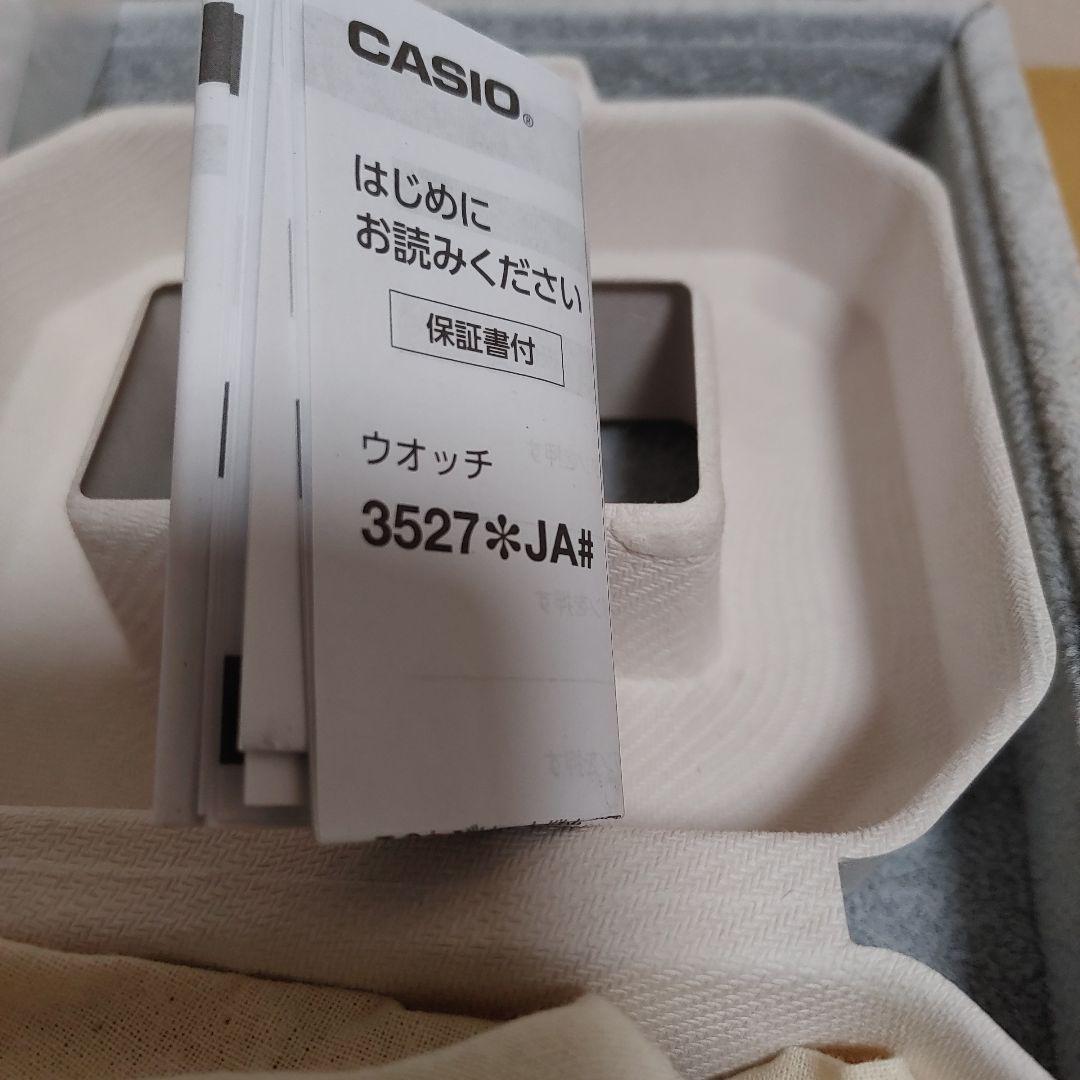 CASIO®
はじめに
お読みください
保証書付
ウオッチ
3527✻JA#